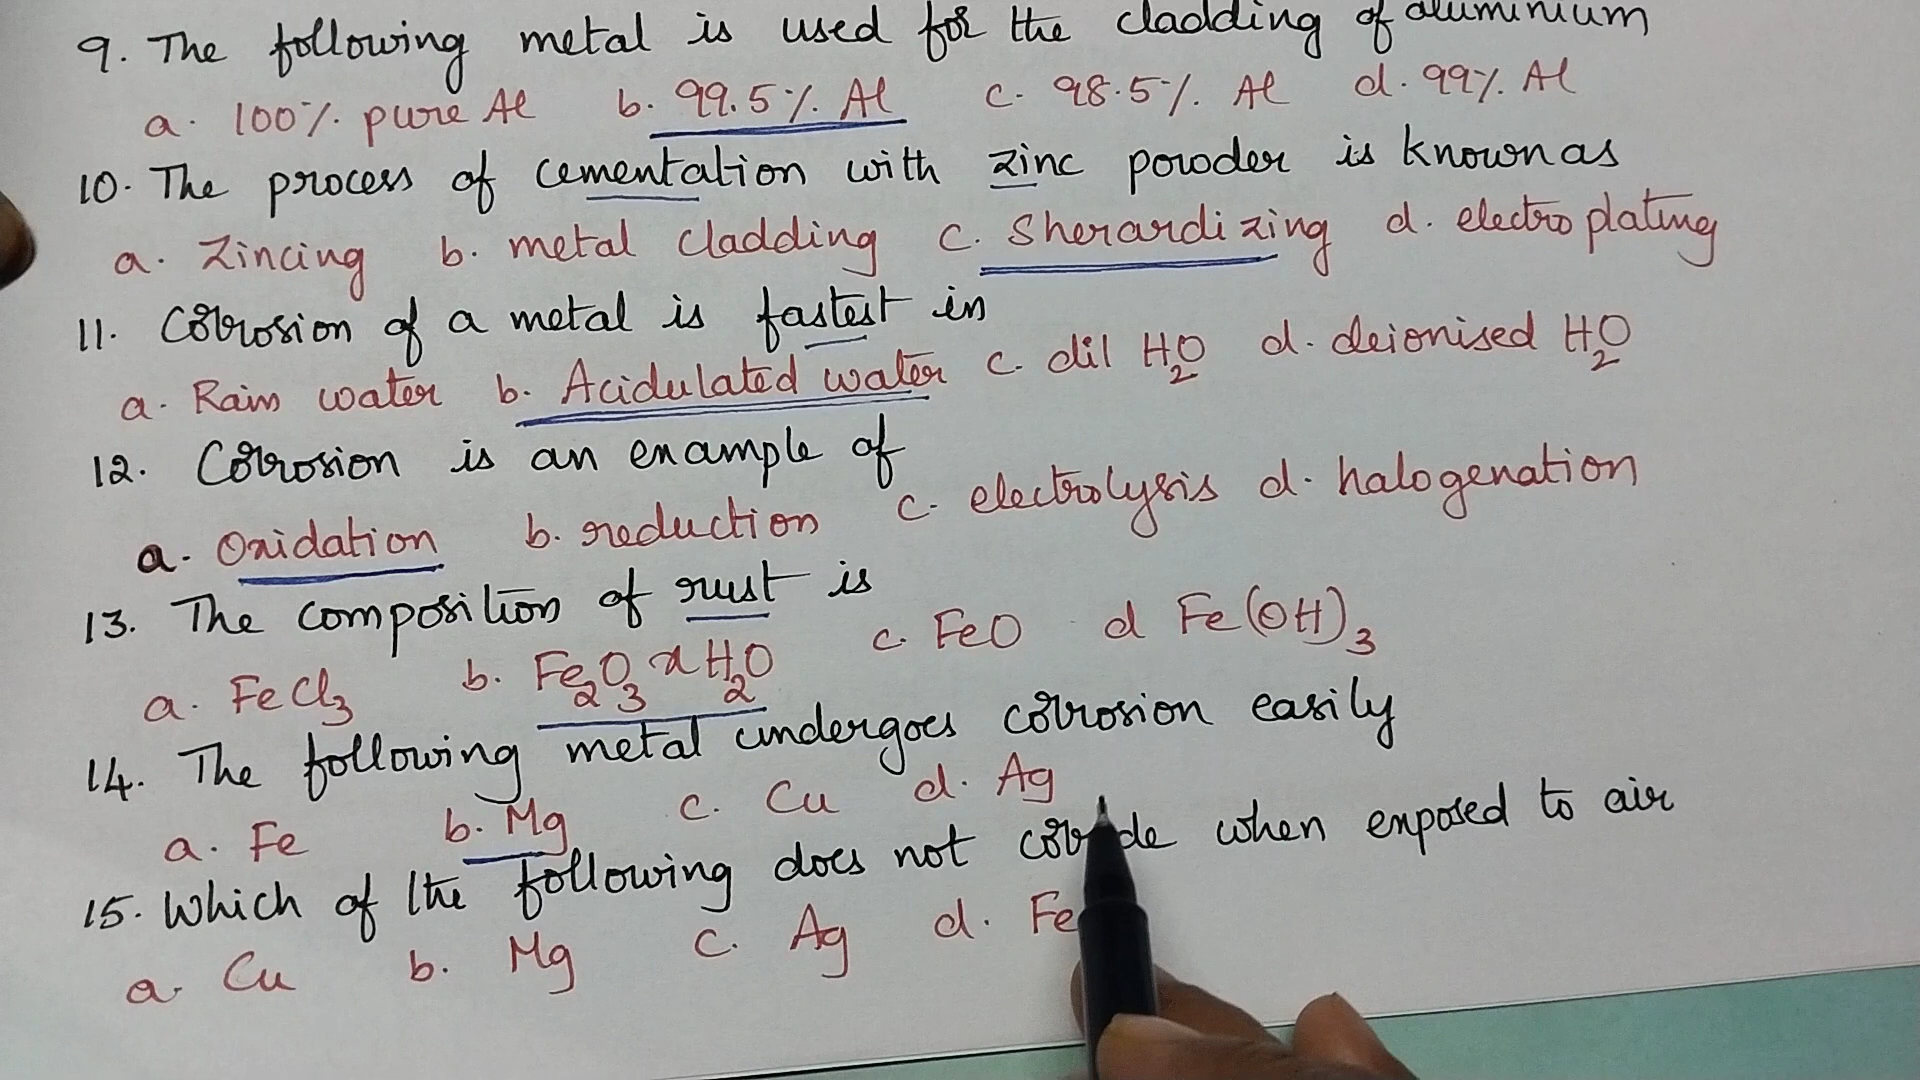 9. The following metal is used for the cladding of aluminium
a. 100% pure Al b. 99.5% Al c. 98.5% Al d. 99% Al
10. The process of cementation with zinc powder is known as
a. Zincing b. metal cladding c. Sherardizing d. electroplating
11. Corrosion of a metal is fastest in
a. Rain water b. Acidulated water c. dil H2O d. deionised H2O
12. Corrosion is an example of
a. Oxidation b. reduction c. electrolysis d. halogenation
13. The composition of rust is
a. FeCl3 b. Fe2O3 xH2O c. FeO d Fe(OH)3
14. The following metal undergoes corrosion easily
a. Fe b. Mg c. Cu d. Ag
15. Which of the following does not when exposed to air
a. Cu b. Mg c. Ag d. Fe